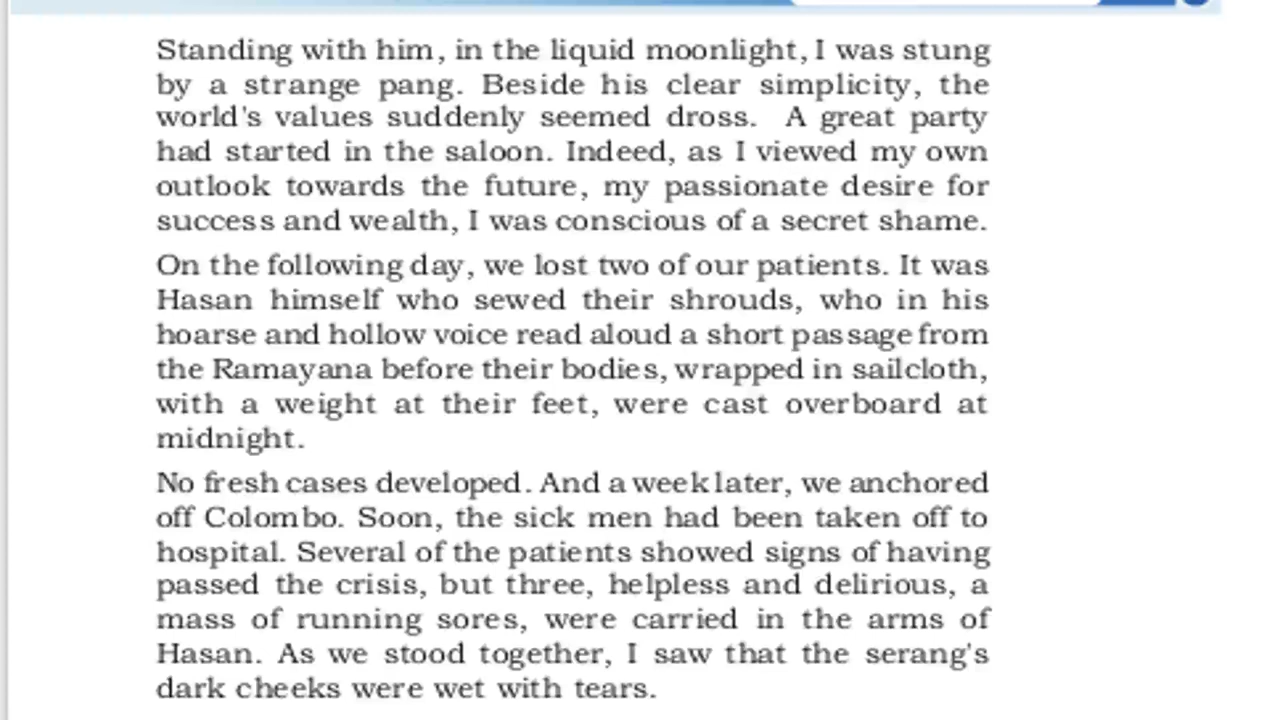 Standing with him, in the liquid moonlight, I was stung
by a strange pang. Beside his clear simplicity, the
world's values suddenly seemed dross. A great party
had started in the saloon. Indeed, as I viewed my own
outlook towards the future, my passionate desire for
success and wealth, I was conscious of a secret shame.
On the following day, we lost two of our patients. It was
Hasan himself who sewed their shrouds, who in his
hoarse and hollow voice read aloud a short passage from
the Ramayana before their bodies, wrapped in sailcloth,
with a weight at their feet, were cast overboard at
midnight.
No fresh cases developed. And a week later, we anchored
off Colombo. Soon, the sick men had been taken off to
hospital. Several of the patients showed signs of having
passed the crisis, but three, helpless and delirious, a
mass of running sores, were carried in the arms of
Hasan. As we stood together, I saw that the serang's
dark cheeks were wet with tears.